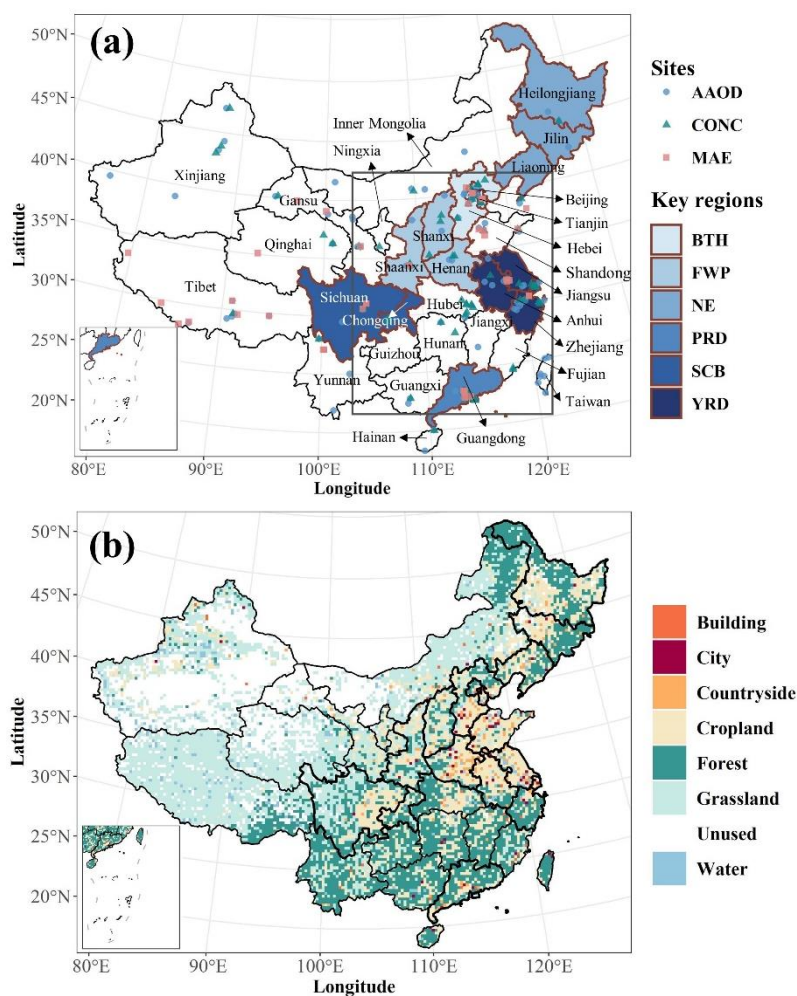 (a)
50°N
45°N
40°N
35°N
30°N
25°N
20°N
Latitude
80°E
90°E
100°E
110°E
120°E
Longitude
Heilongjiang
Jilin
Liaoning
Inner Mongolia
Ningxia
Xinjiang
Gansu
Qinghai
Tibet
Shanxi
Shaanxi
Henan
Sichuan
Chongqing
Hubei
Hunan
Jiangxi
Guizhou
Yunnan
Guangxi
Hainan
Guangdong
Beijing
Tianjin
Hebei
Shandong
Jiangsu
Anhui
Zhejiang
Fujian
Taiwan
Sites
AAOD
CONC
MAE
Key regions
BTH
FWP
NE
PRD
SCB
YRD
(b)
50°N
45°N
40°N
35°N
30°N
25°N
20°N
Latitude
80°E
90°E
100°E
110°E
120°E
Longitude
Building
City
Countryside
Cropland
Forest
Grassland
Unused
Water